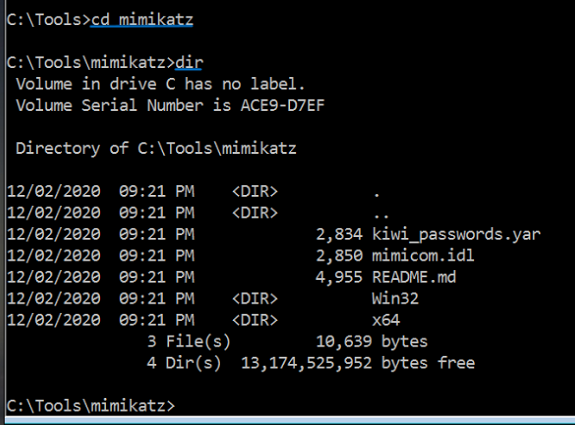 C:\Tools>cd mimikatz
C:\Tools\mimikatz>dir
Volume in drive C has no label.
Volume Serial Number is ACE9-D7EF
Directory of C:\Tools\mimikatz
12/02/2020 09:21 PM <DIR> .
12/02/2020 09:21 PM <DIR> ..
12/02/2020 09:21 PM 2,834 kiwi_passwords.yar
12/02/2020 09:21 PM 2,850 mimicom.idl
12/02/2020 09:21 PM 4,955 README.md
12/02/2020 09:21 PM <DIR> Win32
12/02/2020 09:21 PM <DIR> x64
3 File(s) 10,639 bytes
4 Dir(s) 13,174,525,952 bytes free
C:\Tools\mimikatz>